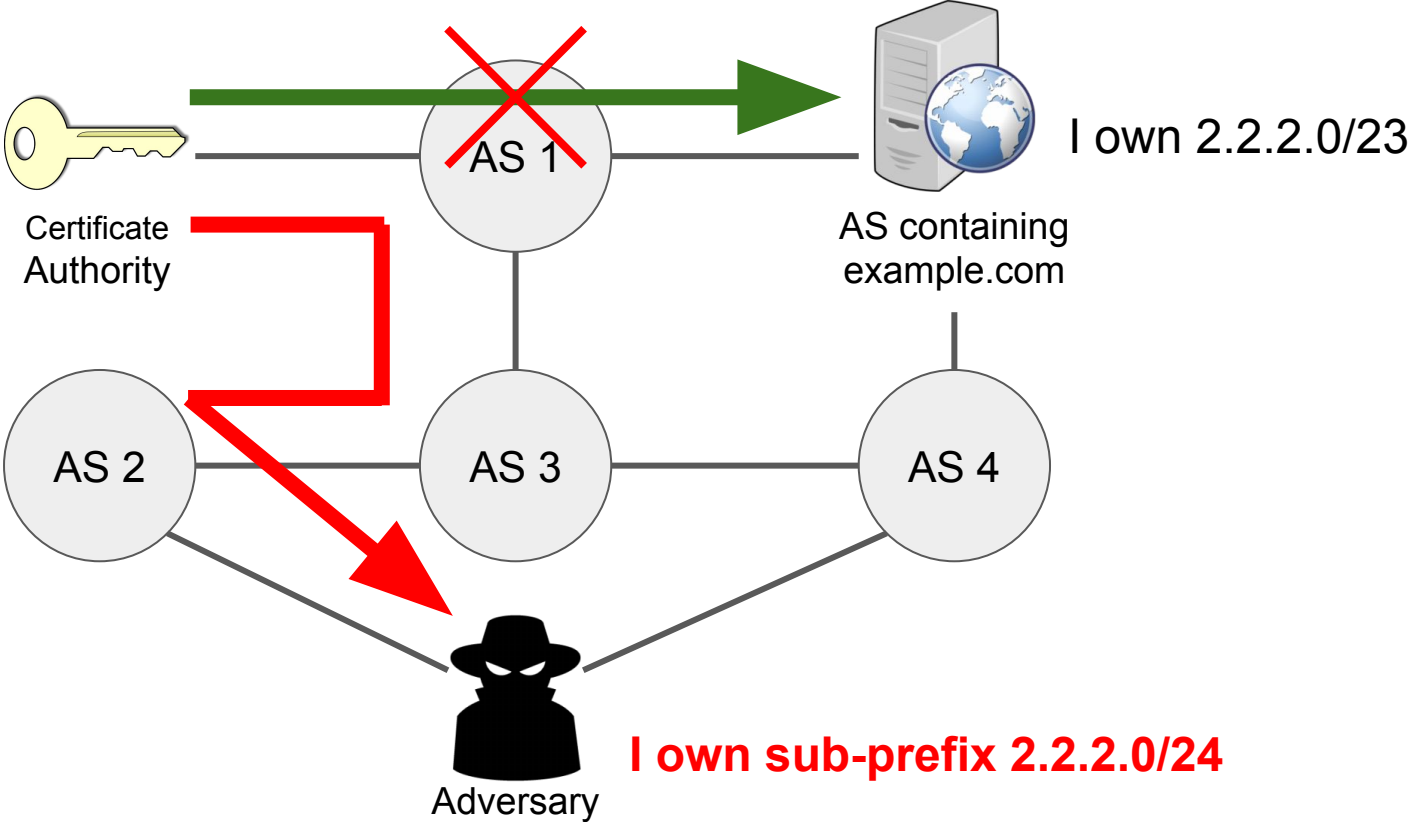 AS 1
I own 2.2.2.0/23
Certificate
Authority
AS containing
example.com
AS 2
AS 3
AS 4
I own sub-prefix 2.2.2.0/24
Adversary